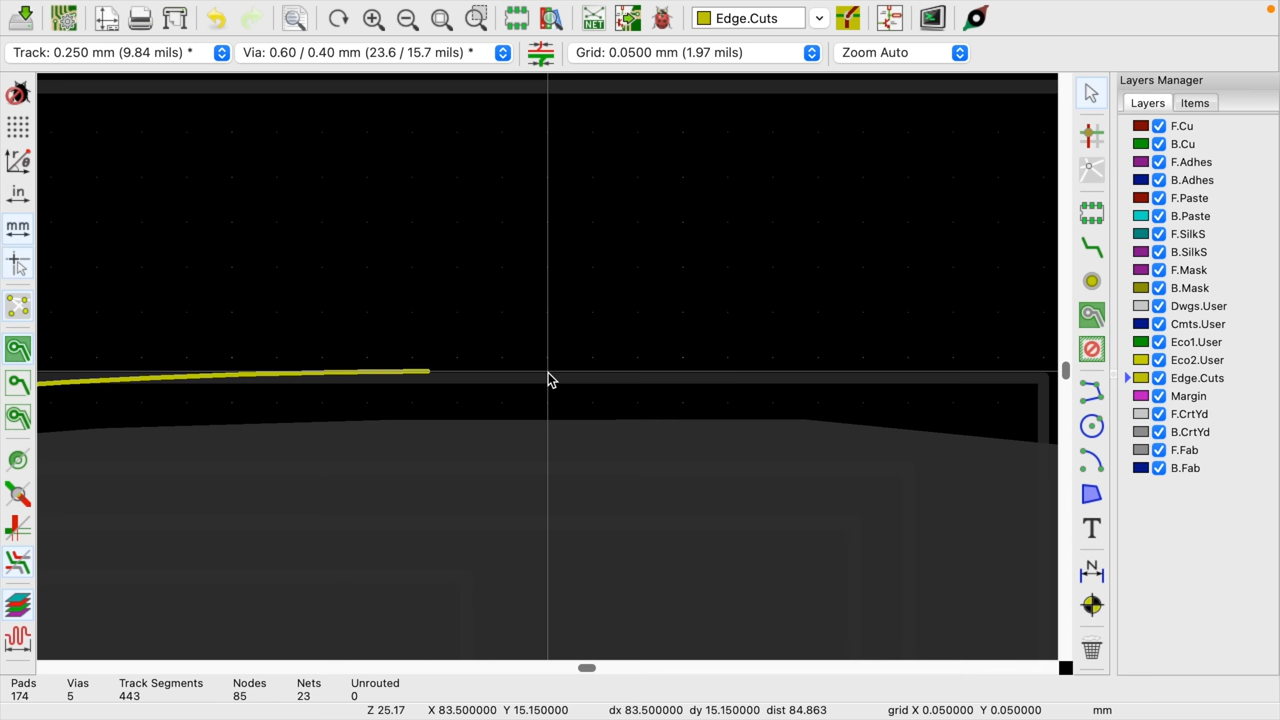 NET
Edge.Cuts
Track: 0.250 mm (9.84 mils) *
Via: 0.60 / 0.40 mm (23.6 / 15.7 mils) *
Grid: 0.0500 mm (1.97 mils)
Zoom Auto
in
mm
T
N
Layers Manager
Layers
Items
F.Cu
B.Cu
F.Adhes
B.Adhes
F.Paste
B.Paste
F.SilkS
B.SilkS
F.Mask
B.Mask
Dwgs.User
Cmts.User
Eco1.User
Eco2.User
Edge.Cuts
Margin
F.CrtYd
B.CrtYd
F.Fab
B.Fab
Pads Vias Track Segments Nodes Nets Unrouted
174 5 443 85 23 0
Z 25.17 X 83.500000 Y 15.150000 dx 83.500000 dy 15.150000 dist 84.863 grid X 0.050000 Y 0.050000 mm